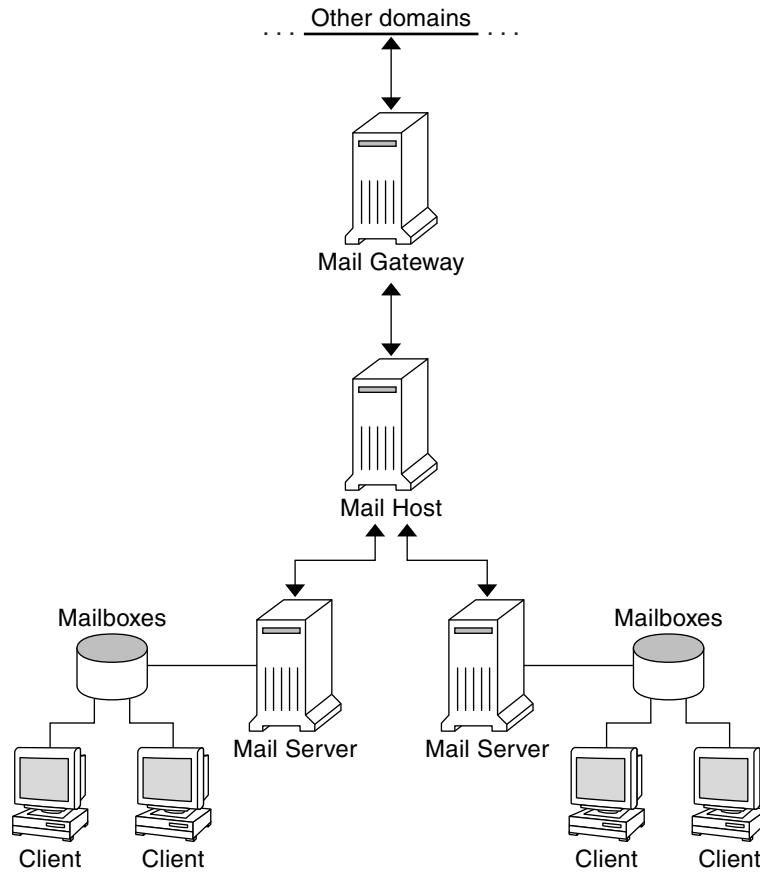 Other domains
Mail Gateway
Mail Host
Mailboxes
Mailboxes
Mail Server
Mail Server
Client
Client
Client
Client